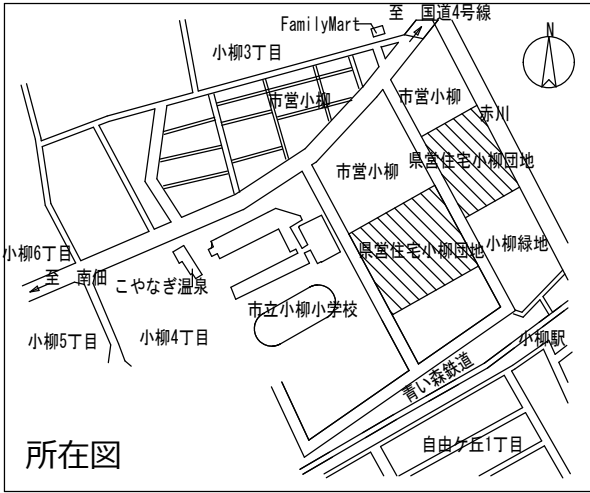 至　国道4号線
FamilyMart
小柳3丁目
N
市営小柳
市営小柳
赤川
県営住宅小柳団地
市営小柳
小柳6丁目
県営住宅小柳団地
小柳緑地
至　南佃
こやなぎ温泉
市立小柳小学校
小柳5丁目
小柳4丁目
小柳駅
青い森鉄道
自由ケ丘1丁目
所在図